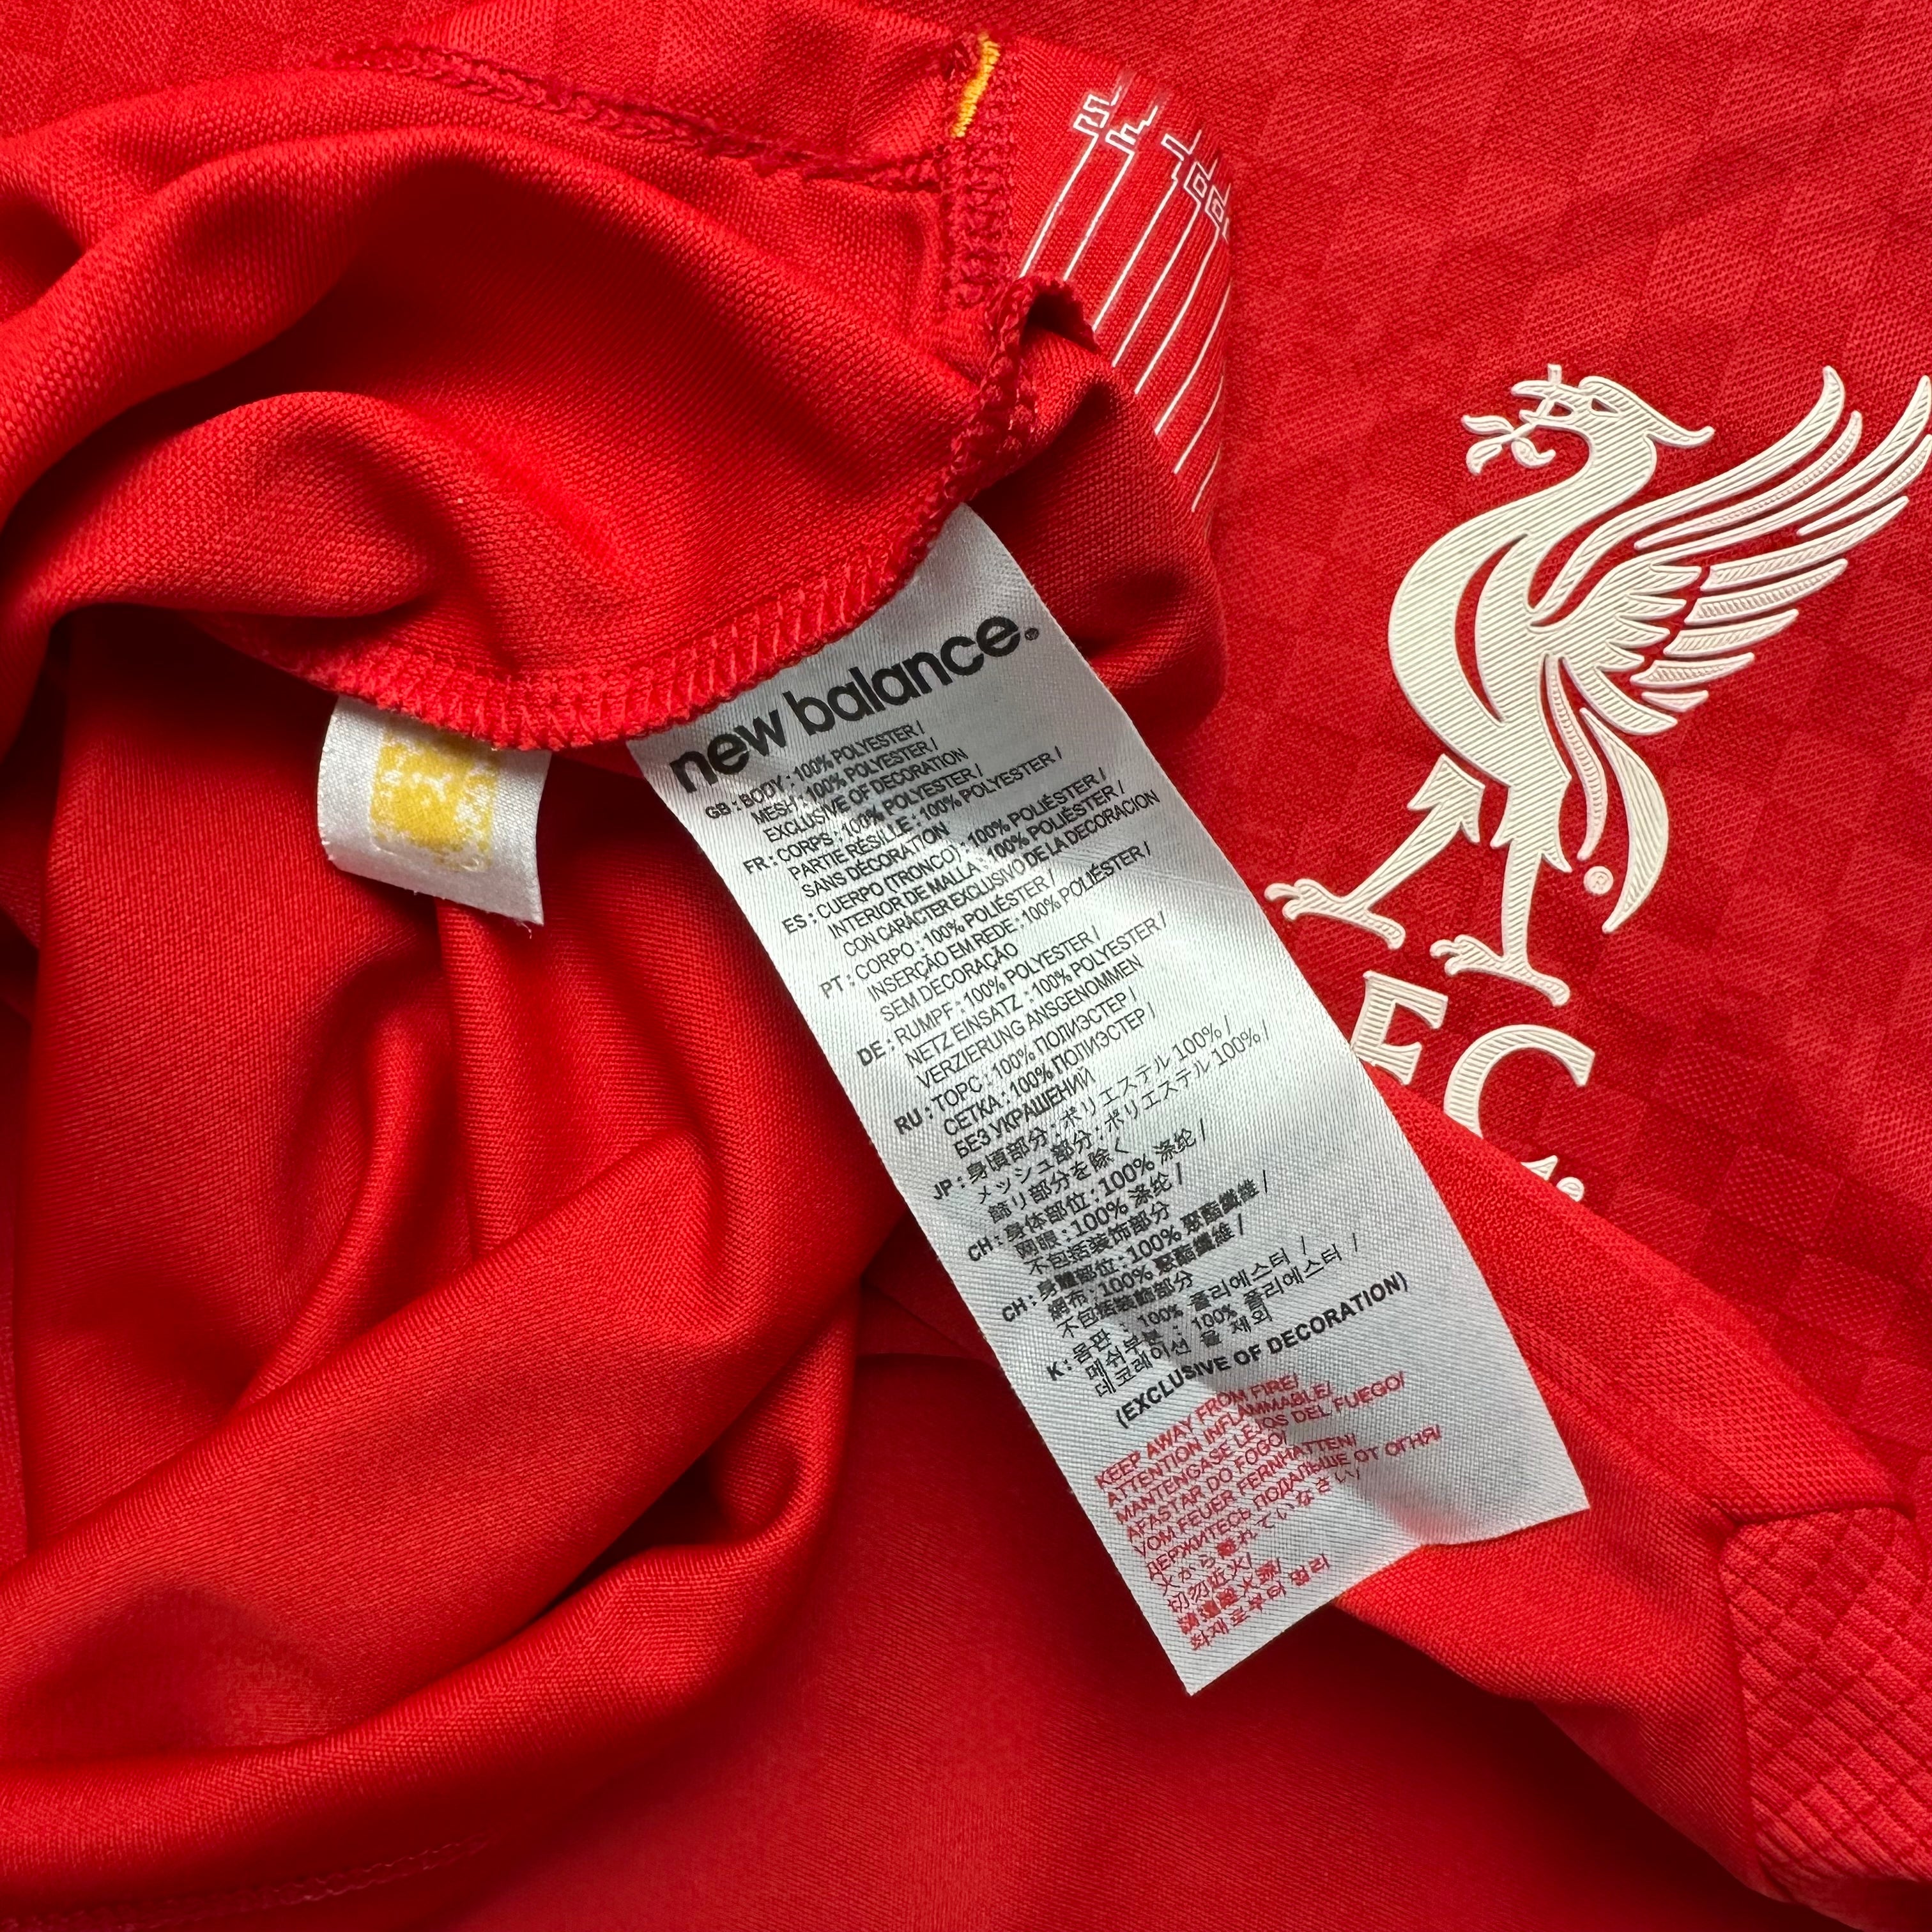 new balance®
GB : BODY : 100% POLYESTER /
MESH : 100% POLYESTER /
EXCLUSIVE OF DECORATION
FR : CORPS : 100% POLYESTER /
PARTIE RÉSILLE : 100% POLYESTER /
SANS DÉCORATION
ES : CUERPO (TRONCO) : 100% POLIÉSTER /
INTERIOR DE MALLA : 100% POLIÉSTER /
CON CARÁCTER EXCLUSIVO DE LA DECORACION
PT : CORPO : 100% POLIÉSTER /
INSERÇÃO EM REDE : 100% POLIÉSTER /
SEM DECORAÇÃO
DE : RUMPF : 100% POLYESTER /
NETZ EINSATZ : 100% POLYESTER /
VERZIERUNG ANSGENOMMEN
RU : ТОРС : 100% ПОЛИЭСТЕР /
СЕТКА : 100% ПОЛИЭСТЕР /
БЕЗ УКРАШЕНИЙ
JP : 身頃部分 : ポリエステル 100% /
メッシュ部分 : ポリエステル 100% /
飾リ部分を除く
CH : 身体部位 : 100% 涤纶 /
网眼 : 100% 涤纶 /
不包括装饰部分
CH : 身體部位 : 100% 聚酯纖維 /
網布 : 100% 聚酯纖維 /
不包括裝飾部分
K : 몸판 : 100% 폴리에스터 /
메쉬부분 : 100% 폴리에스터 /
데코레이션 을 제외
(EXCLUSIVE OF DECORATION)
KEEP AWAY FROM FIRE/
ATTENTION INFLAMMABLE/
MANTENGASE LEJOS DEL FUEGO/
AFASTAR DO FOGO/
VOM FEUER FERNHATTEN/
ДЕРЖИТЕСЬ ПОДАЛЬШЕ ОТ ОГНЯ/
火から離れていなさい/
切勿近火/
請遠離火源/
화재로부터 멀리
FC
®